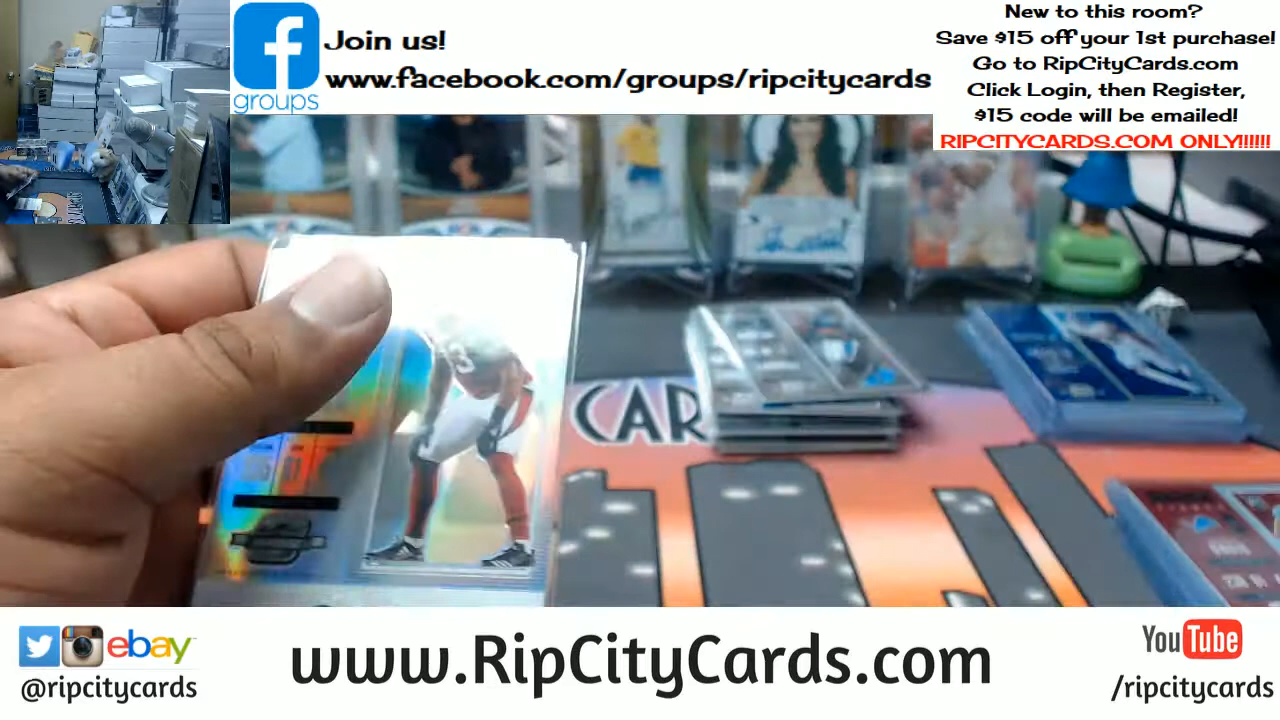 Join us!
www.facebook.com/groups/ripcitycards
groups
New to this room?
Save $15 off your 1st purchase!
Go to RipCityCards.com
Click Login, then Register,
$15 code will be emailed!
RIPCITYCARDS.COM ONLY!!!!!!
CAR
ebay
@ripcitycards
www.RipCityCards.com
YouTube
/ripcitycards